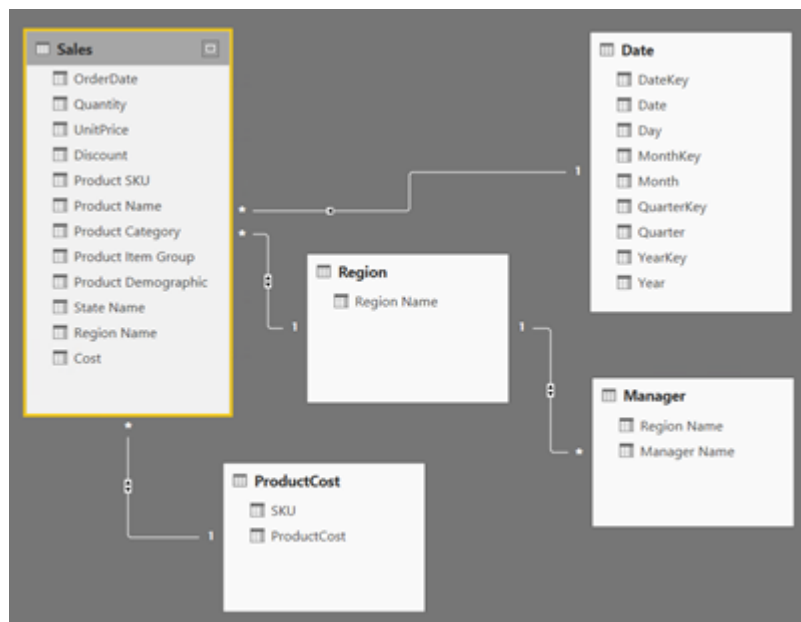 Sales
OrderDate
Quantity
UnitPrice
Discount
Product SKU
Product Name
Product Category
Product Item Group
Product Demographic
State Name
Region Name
Cost
*
*
*
1
Date
DateKey
Date
Day
MonthKey
Month
QuarterKey
Quarter
YearKey
Year
1
Region
Region Name
1
Manager
Region Name
Manager Name
*
1
ProductCost
SKU
ProductCost